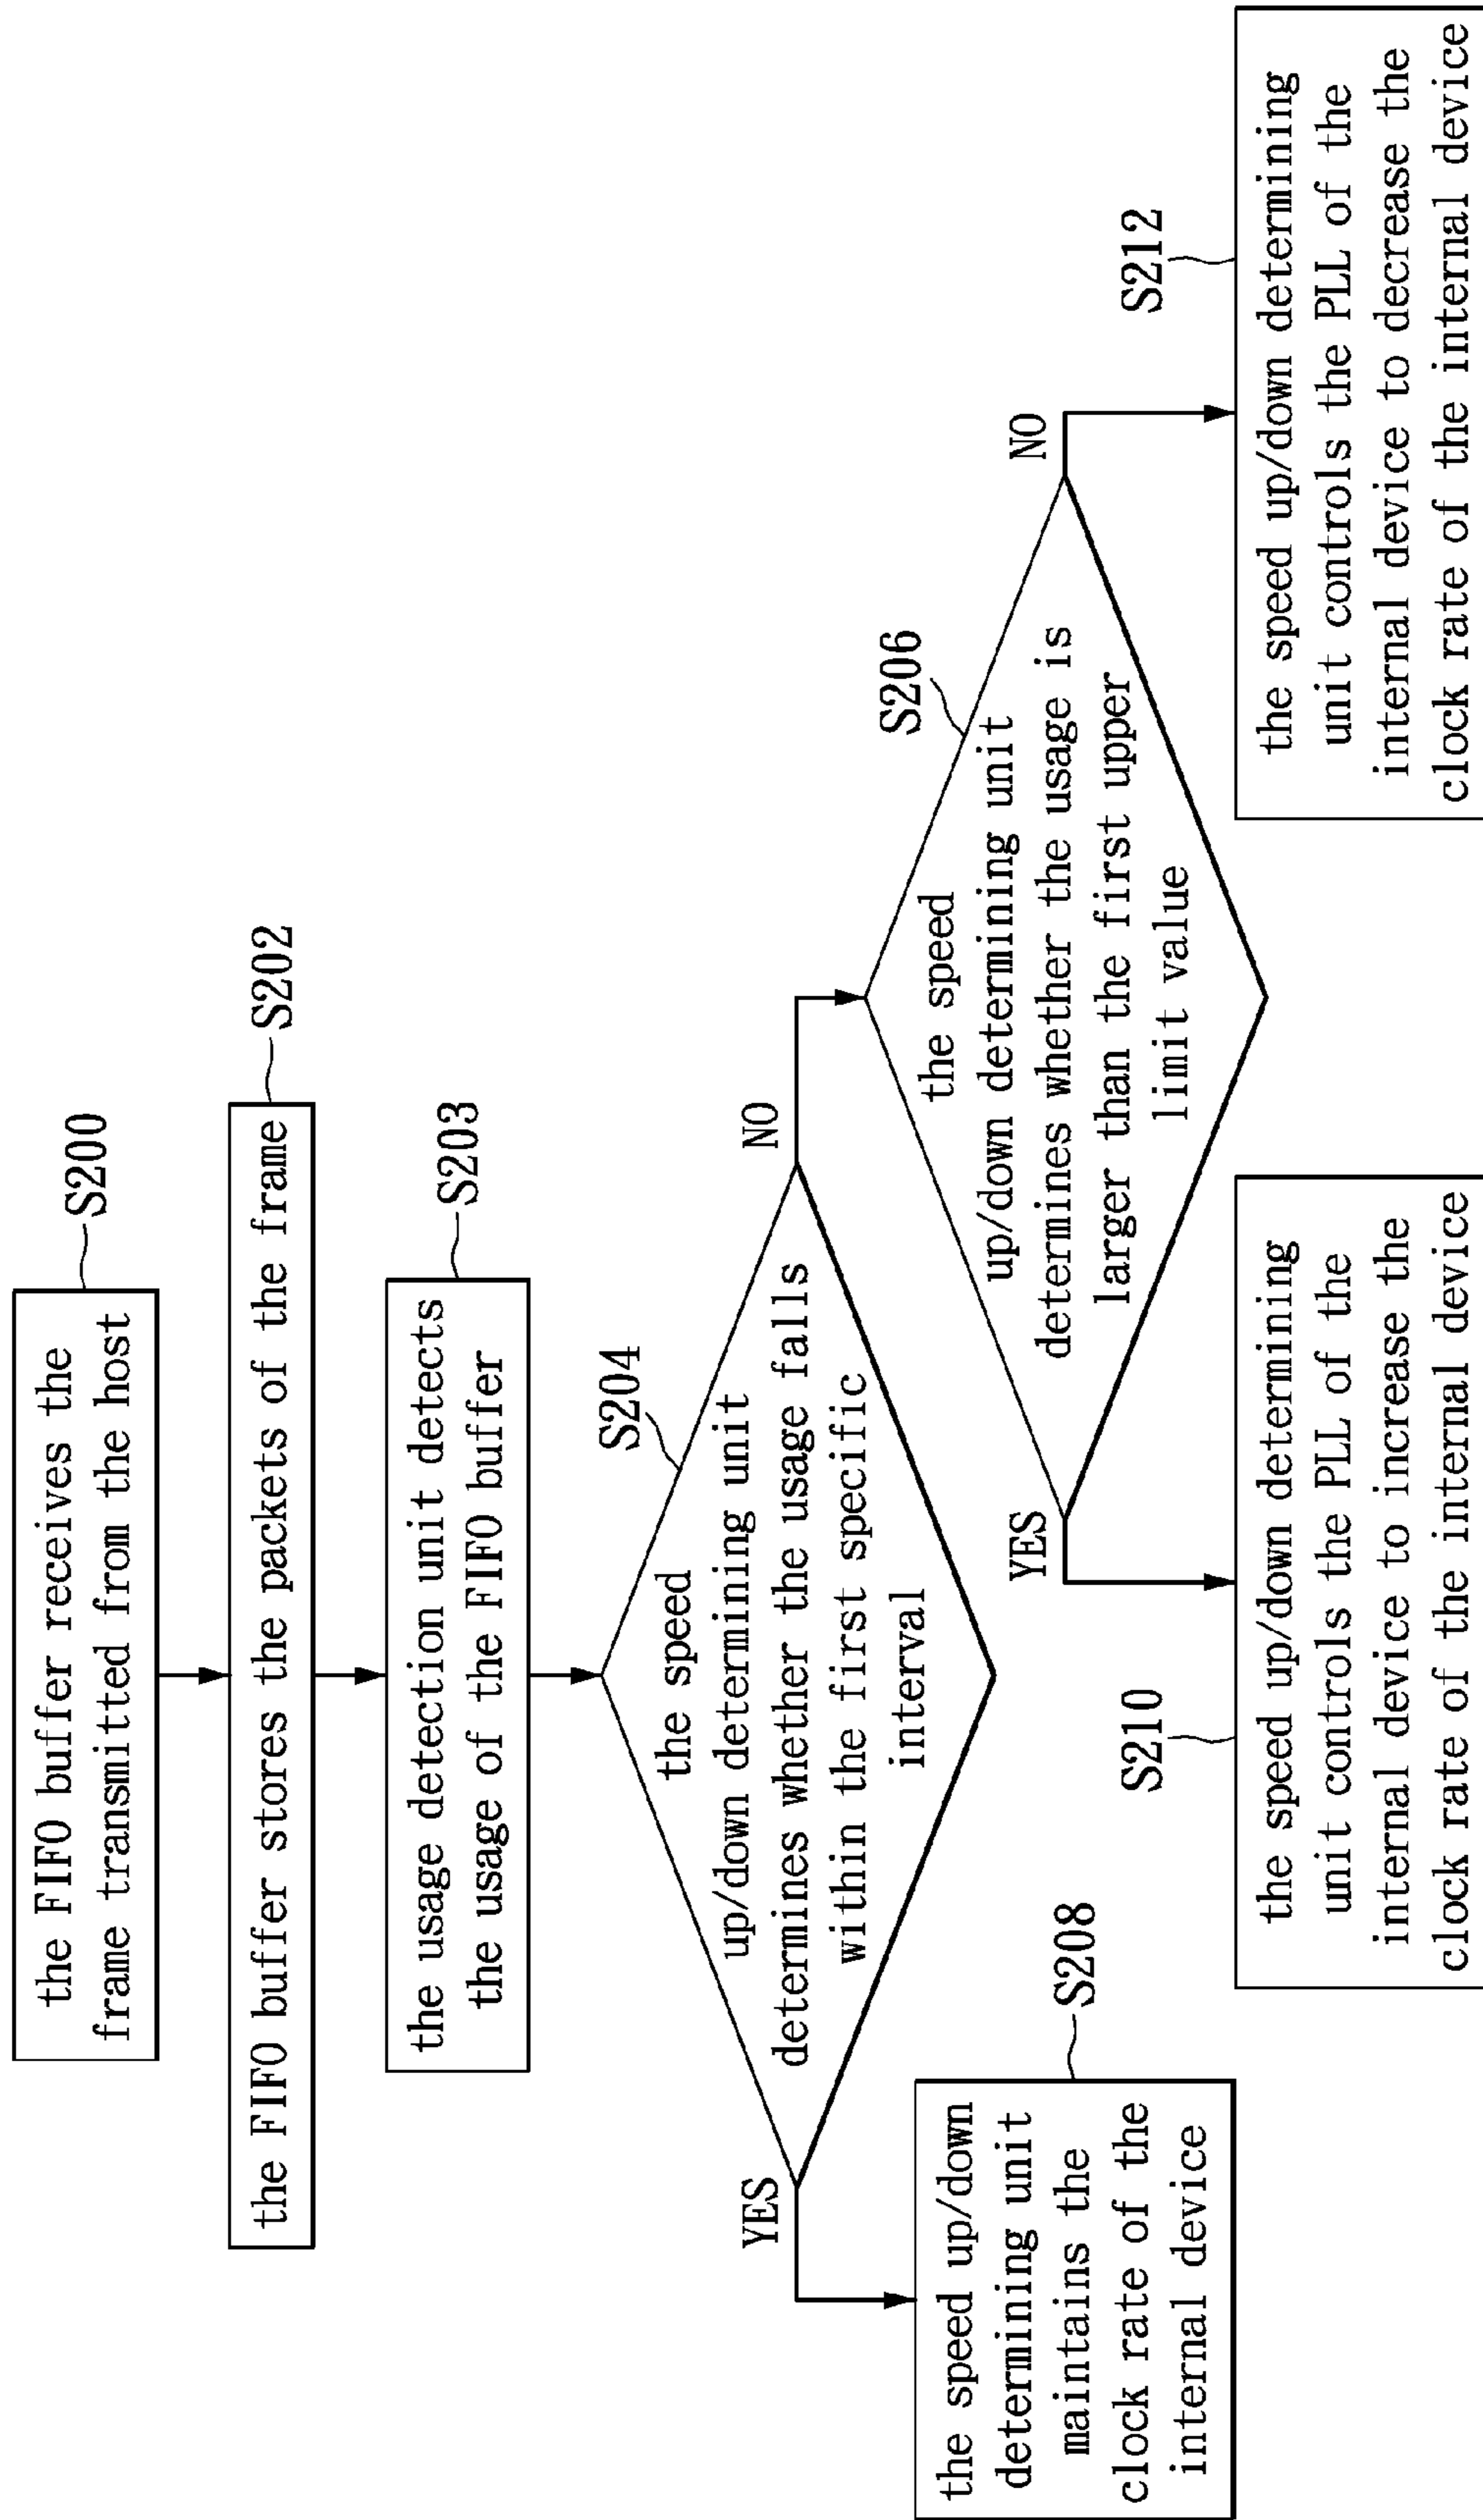 the FIFO buffer receives the
frame transmitted from the host
S200
the FIFO buffer stores the packets of the frame
S202
the usage detection unit detects
the usage of the FIFO buffer
S203
S204
the speed
up/down determining unit
determines whether the usage falls
within the first specific
interval
YES
NO
S206
the speed
up/down determining unit
determines whether the usage is
larger than the first upper
limit value
YES
NO
S208
the speed up/down
determining unit
maintains the
clock rate of the
internal device
S210
the speed up/down determining
unit controls the PLL of the
internal device to increase the
clock rate of the internal device
S212
the speed up/down determining
unit controls the PLL of the
internal device to decrease the
clock rate of the internal device